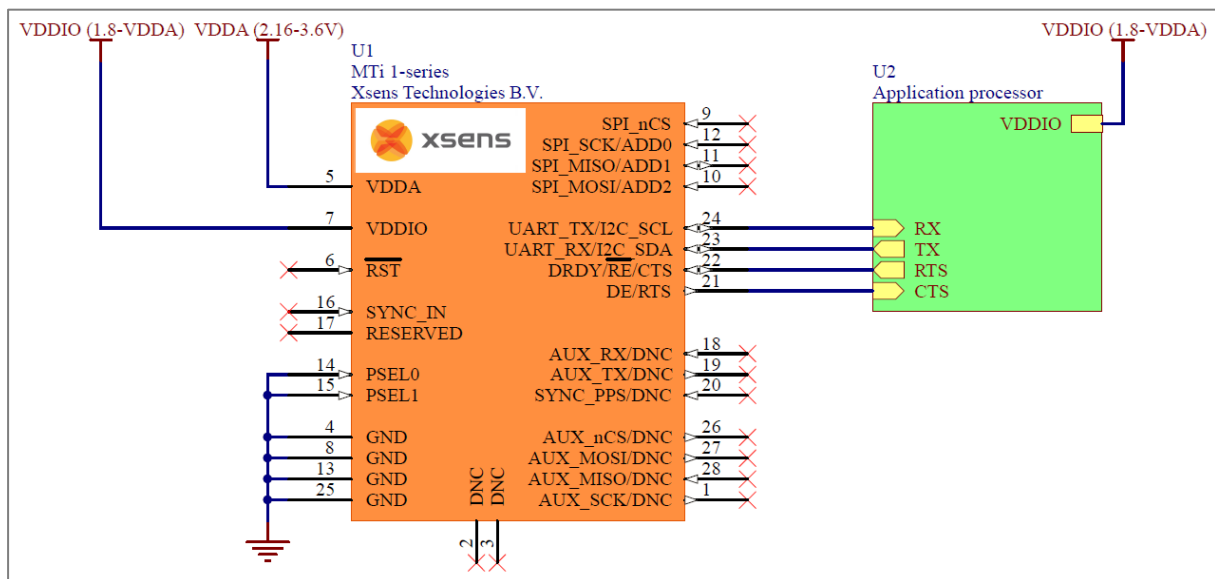 VDDIO (1.8-VDDA) VDDA (2.16-3.6V) VDDIO (1.8-VDDA)
U1
MTi 1-series
Xsens Technologies B.V.
U2
Application processor
xsens
VDDIO
5 VDDA
7 VDDIO
6 RST
16 SYNC_IN
17 RESERVED
14 PSEL0
15 PSEL1
4 GND
8 GND
13 GND
25 GND
2 DNC
3 DNC
SPI_nCS 9
SPI_SCK/ADD0 12
SPI_MISO/ADD1 11
SPI_MOSI/ADD2 10
UART_TX/I2C_SCL 24 RX
UART_RX/I2C_SDA 23 TX
DRDY/RE/CTS 22 RTS
DE/RTS 21 CTS
AUX_RX/DNC 18
AUX_TX/DNC 19
SYNC_PPS/DNC 20
AUX_nCS/DNC 26
AUX_MOSI/DNC 27
AUX_MISO/DNC 28
AUX_SCK/DNC 1